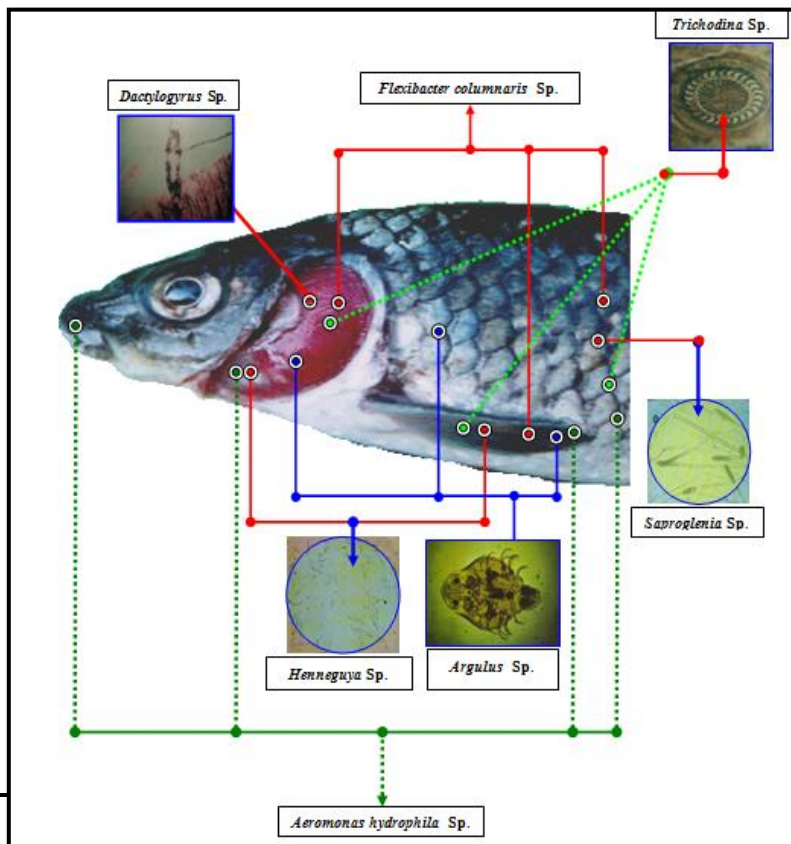 Trichodina Sp.
Dactylogyrus Sp.
Flexibacter columnaris Sp.
Saproglenia Sp.
Henneguya Sp.
Argulus Sp.
Aeromonas hydrophila Sp.